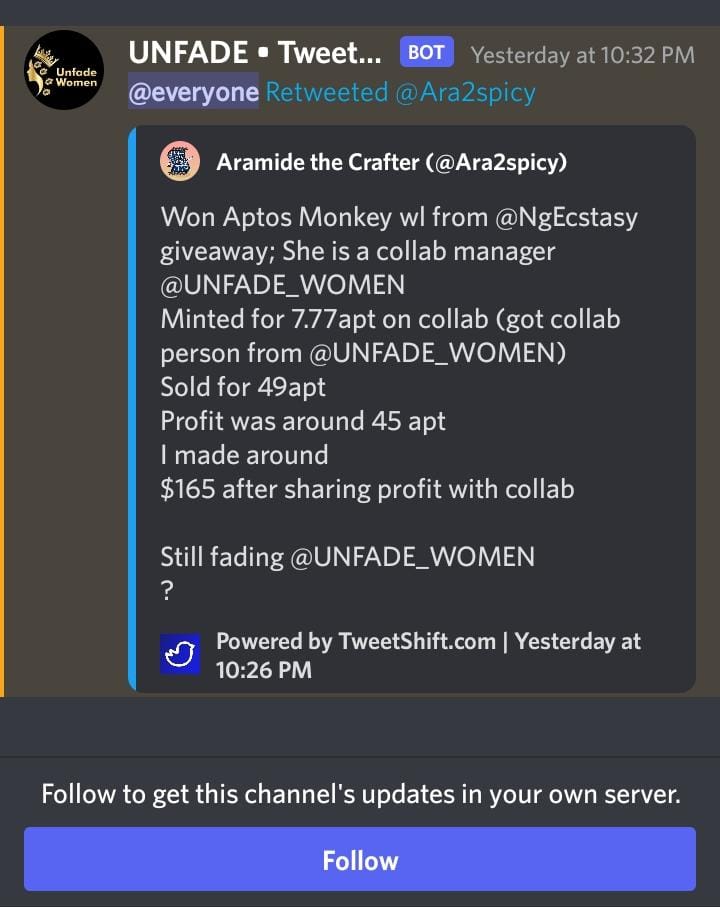 Unfade
Women
UNFADE • Tweet... BOT Yesterday at 10:32 PM
@everyone Retweeted @Ara2spicy
Aramide the Crafter (@Ara2spicy)
Won Aptos Monkey wl from @NgEcstasy
giveaway; She is a collab manager
@UNFADE_WOMEN
Minted for 7.77apt on collab (got collab
person from @UNFADE_WOMEN)
Sold for 49apt
Profit was around 45 apt
I made around
$165 after sharing profit with collab
Still fading @UNFADE_WOMEN
?
Powered by TweetShift.com | Yesterday at
10:26 PM
Follow to get this channel's updates in your own server.
Follow